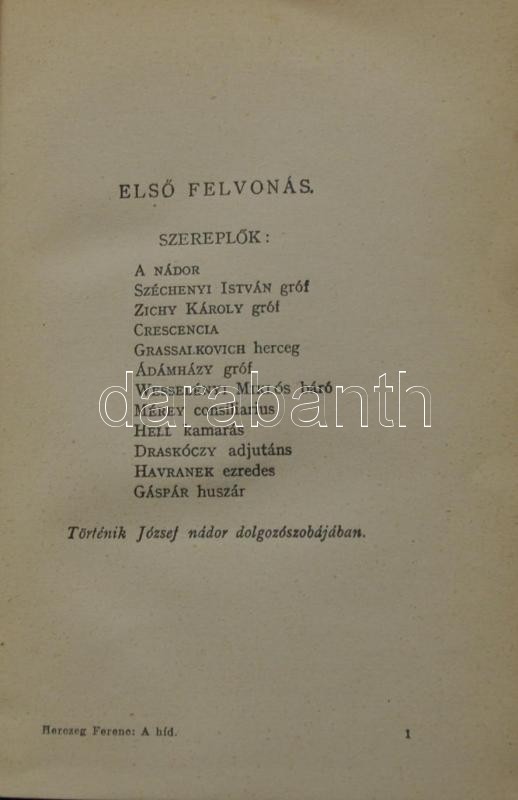 ELSŐ FELVONÁS.
SZEREPLŐK:
A NÁDOR
SZÉCHENYI ISTVÁN gróf
ZICHY KÁROLY gróf
CRESCENCIA
GRASSALKOVICH herceg
ÁDÁMHÁZY gróf
WESSELÉNYI MIKLÓS báró
MÉREY consiliarius
HELL kamarás
DRASKÓCZY adjutáns
HAVRANEK ezredes
GÁSPÁR huszár
Történik József nádor dolgozószobájában.
Herczeg Ferenc: A híd. 1
darabanth